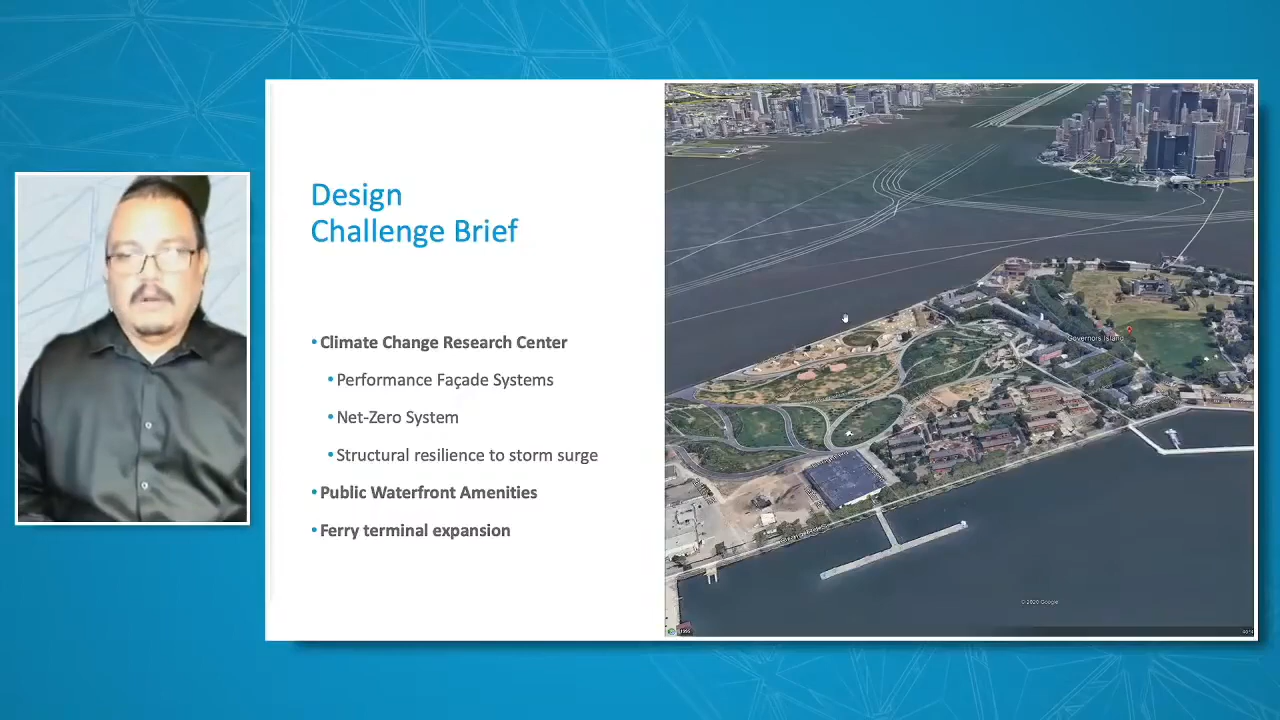 Design
Challenge Brief
• Climate Change Research Center
• Performance Façade Systems
• Net-Zero System
• Structural resilience to storm surge
• Public Waterfront Amenities
• Ferry terminal expansion
Governors Island
© 2020 Google
1995